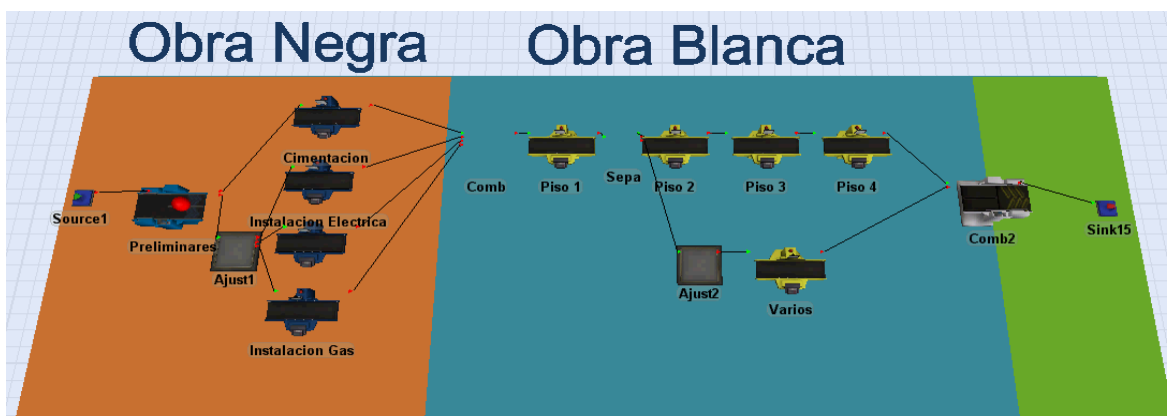 Obra Negra
Obra Blanca
Cimentacion
Source1
Preliminares
Instalacion Electrica
Ajust1
Instalacion Gas
Comb
Piso 1
Sepa
Piso 2
Piso 3
Piso 4
Ajust2
Varios
Comb2
Sink15